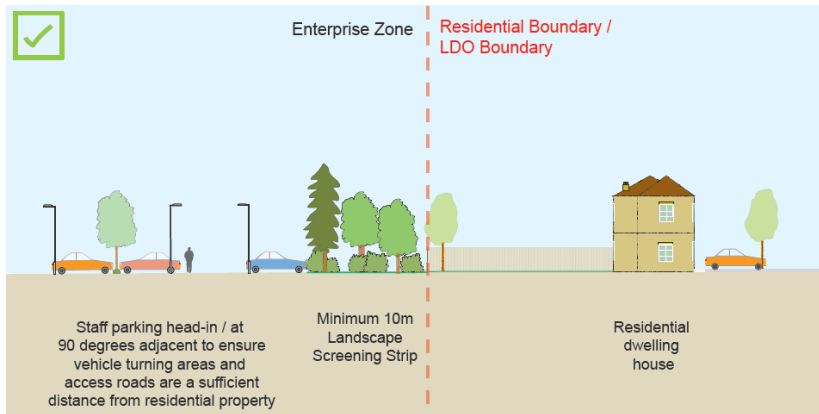 Enterprise Zone
Residential Boundary /
LDO Boundary
Staff parking head-in / at
90 degrees adjacent to ensure
vehicle turning areas and
access roads are a sufficient
distance from residential property
Minimum 10m
Landscape
Screening Strip
Residential
dwelling
house